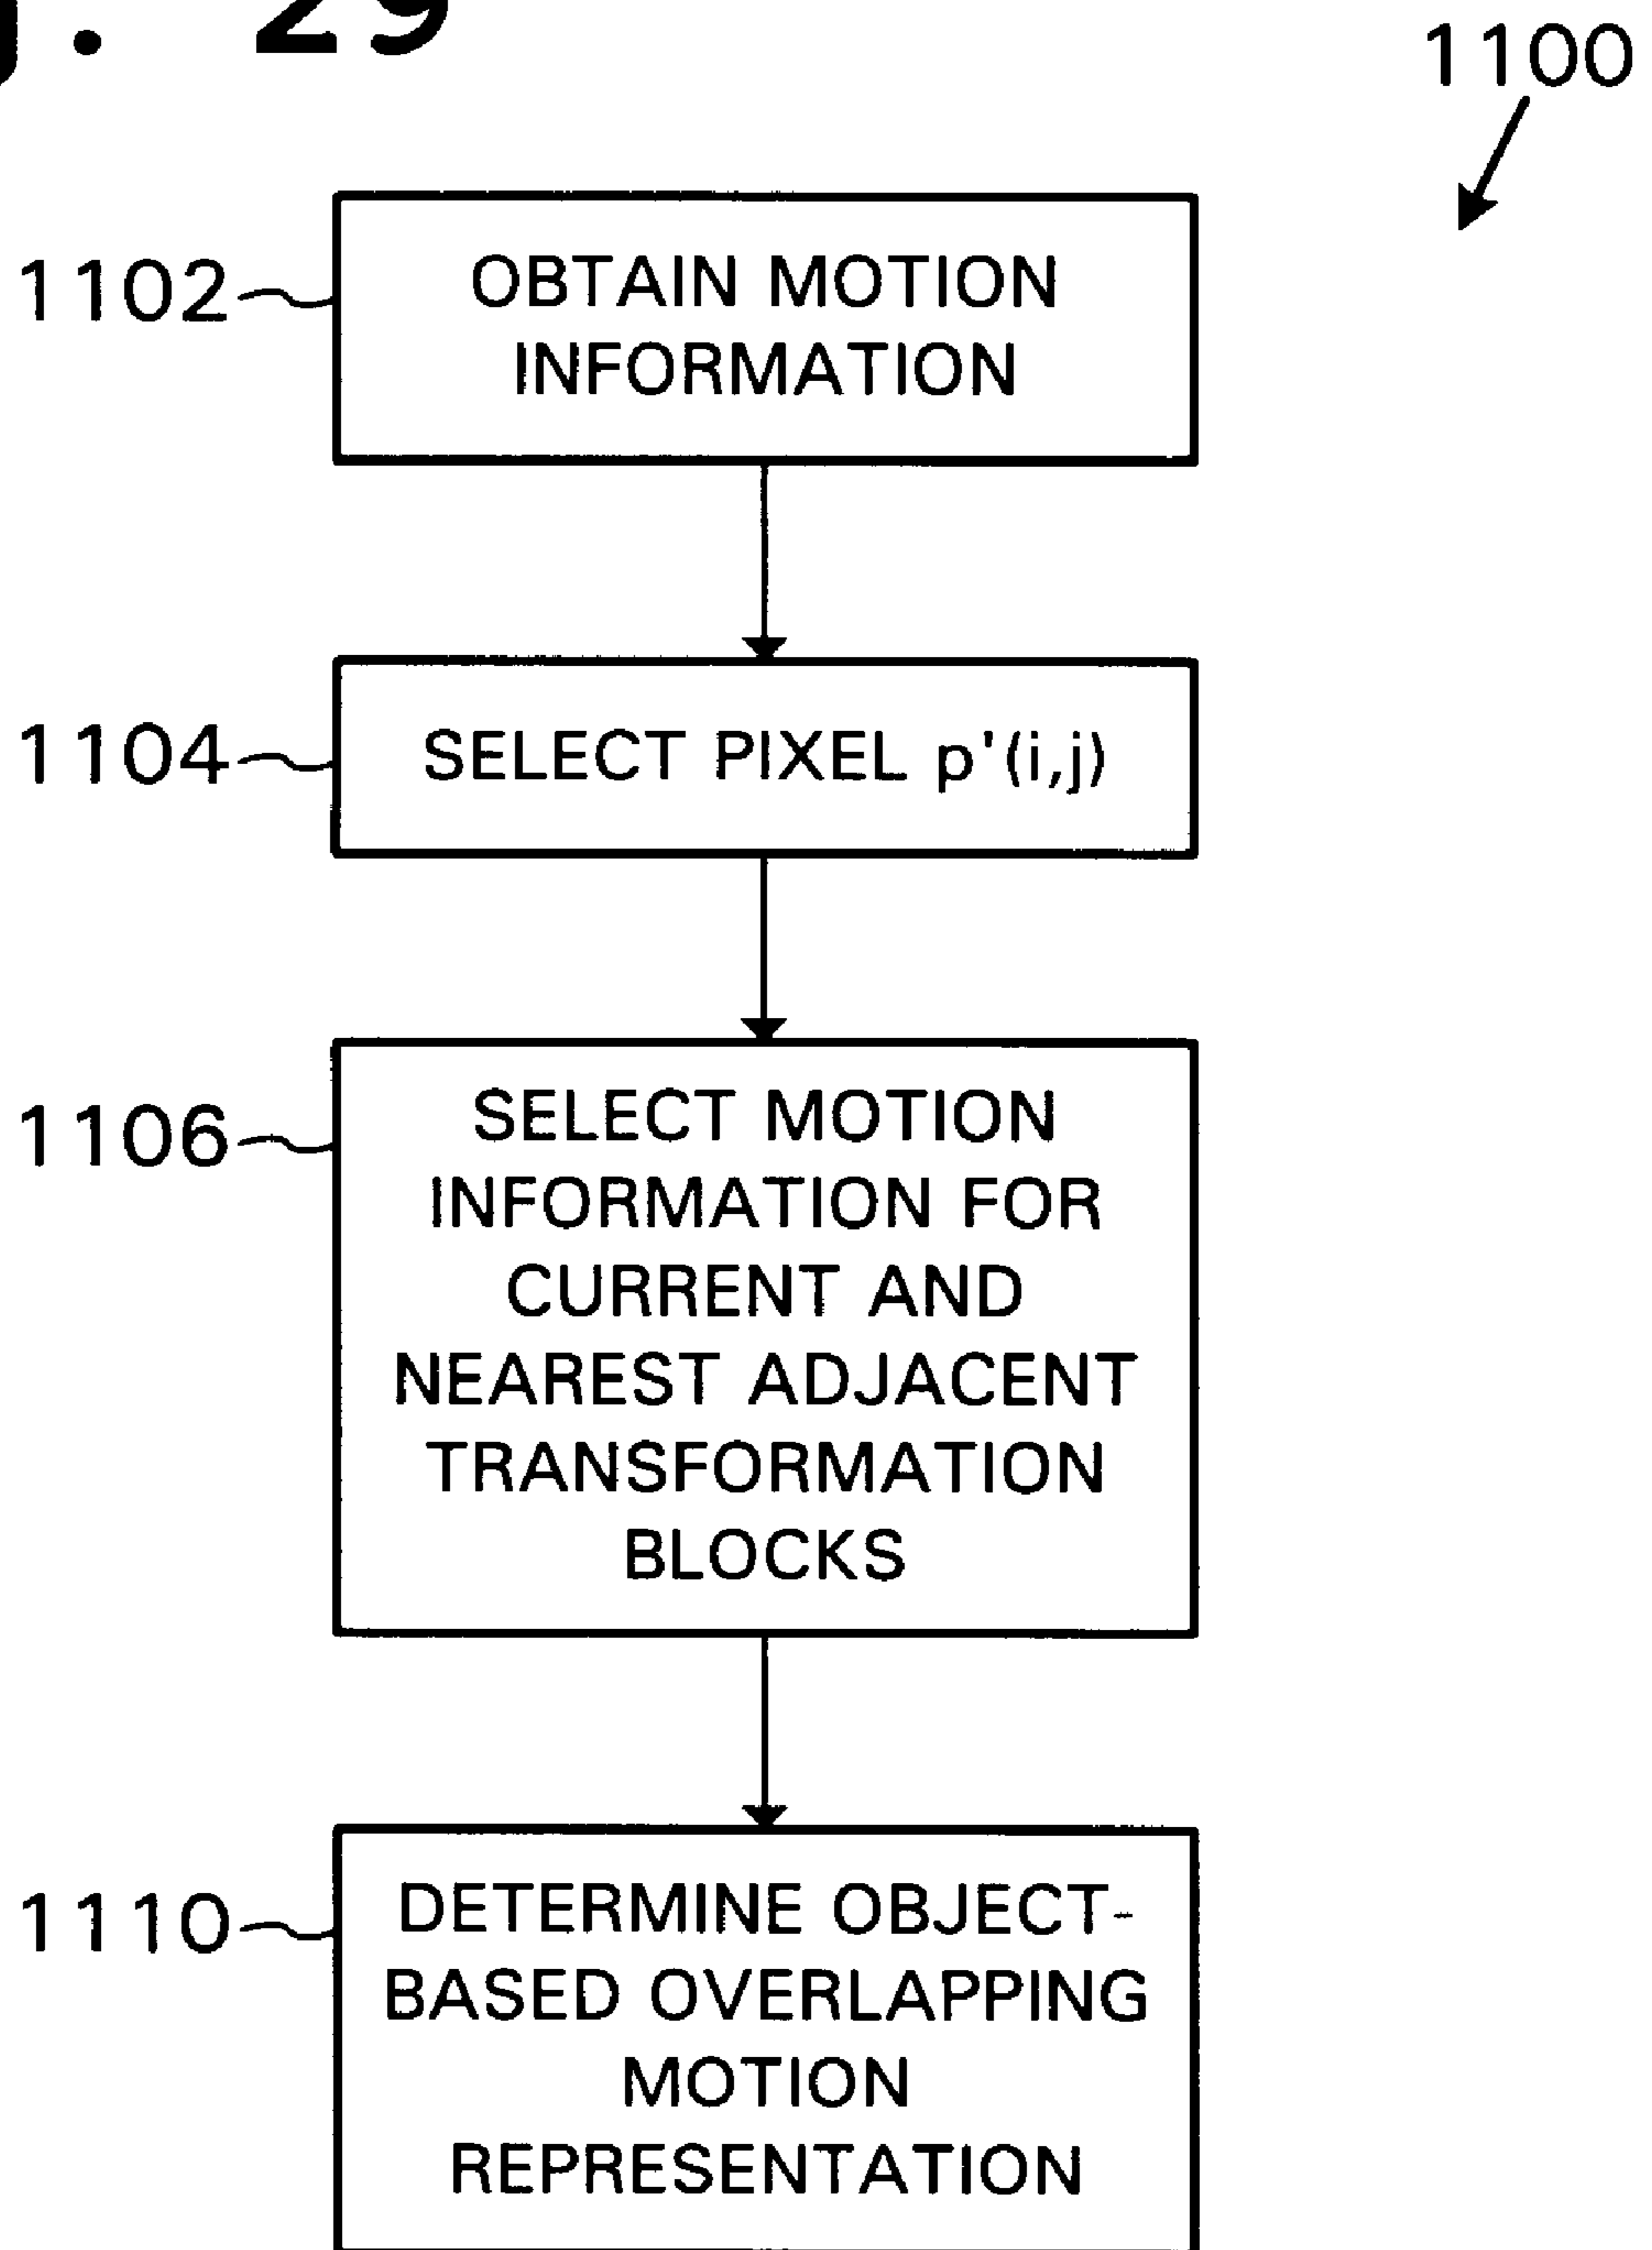 . 29
1100
1102
OBTAIN MOTION
INFORMATION
1104
SELECT PIXEL p'(i,j)
1106
SELECT MOTION
INFORMATION FOR
CURRENT AND
NEAREST ADJACENT
TRANSFORMATION
BLOCKS
1110
DETERMINE OBJECT-
BASED OVERLAPPING
MOTION
REPRESENTATION